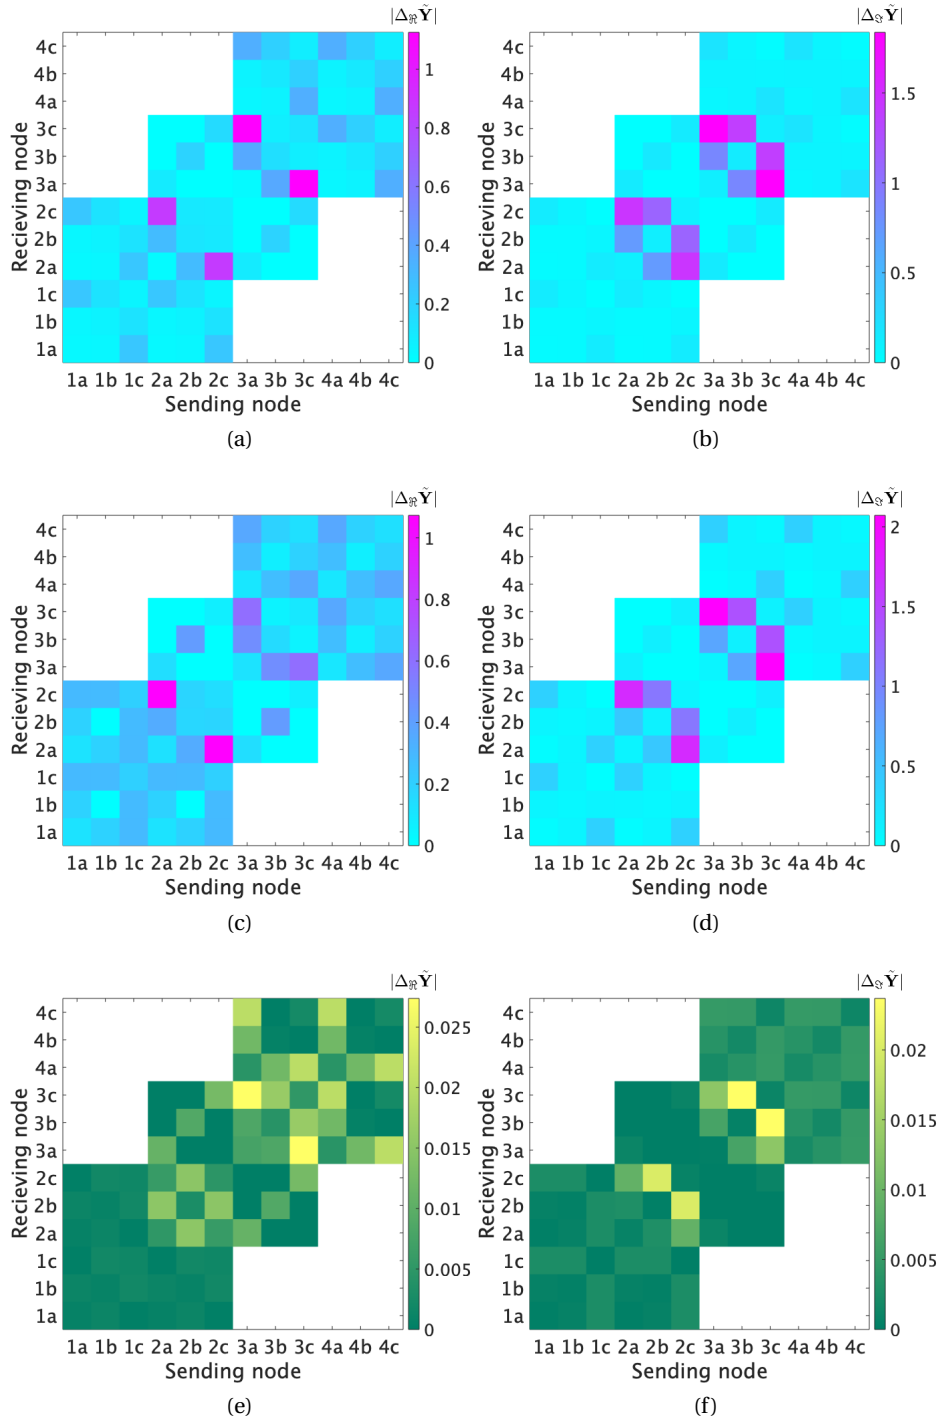 |Δℜ Ỹ| |Δℑ Ỹ|
4c 4c
4b 1 4b
4a 4a 1.5
3c 0.8 3c
3b 3b
3a 0.6 3a 1
2c 2c
2b 0.4 2b
2a 2a 0.5
1c 0.2 1c
1b 1b
1a 0 1a 0
Recieving node Recieving node
1a 1b 1c 2a 2b 2c 3a 3b 3c 4a 4b 4c 1a 1b 1c 2a 2b 2c 3a 3b 3c 4a 4b 4c
Sending node Sending node
(a) (b)
|Δℜ Ỹ| |Δℑ Ỹ|
4c 1 4c 2
4b 4b
4a 0.8 4a
3c 3c 1.5
3b 3b
3a 0.6 3a
2c 2c 1
2b 0.4 2b
2a 2a
1c 0.2 1c 0.5
1b 1b
1a 0 1a 0
Recieving node Recieving node
1a 1b 1c 2a 2b 2c 3a 3b 3c 4a 4b 4c 1a 1b 1c 2a 2b 2c 3a 3b 3c 4a 4b 4c
Sending node Sending node
(c) (d)
|Δℜ Ỹ| |Δℑ Ỹ|
4c 0.025 4c
4b 4b 0.02
4a 0.02 4a
3c 3c
3b 0.015 3b 0.015
3a 3a
2c 2c
2b 0.01 2b 0.01
2a 2a
1c 0.005 1c 0.005
1b 1b
1a 0 1a 0
Recieving node Recieving node
1a 1b 1c 2a 2b 2c 3a 3b 3c 4a 4b 4c 1a 1b 1c 2a 2b 2c 3a 3b 3c 4a 4b 4c
Sending node Sending node
(e) (f)